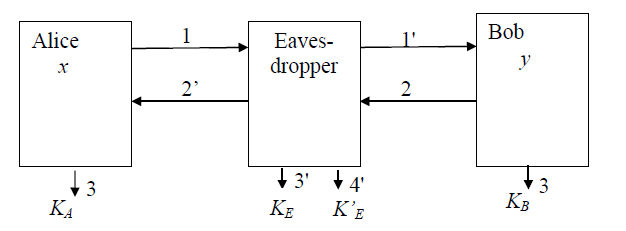 Alice
x
1
Eaves-
dropper
1'
Bob
y
2’
2
3
K_A
3'
K_E
4'
K’_E
3
K_B